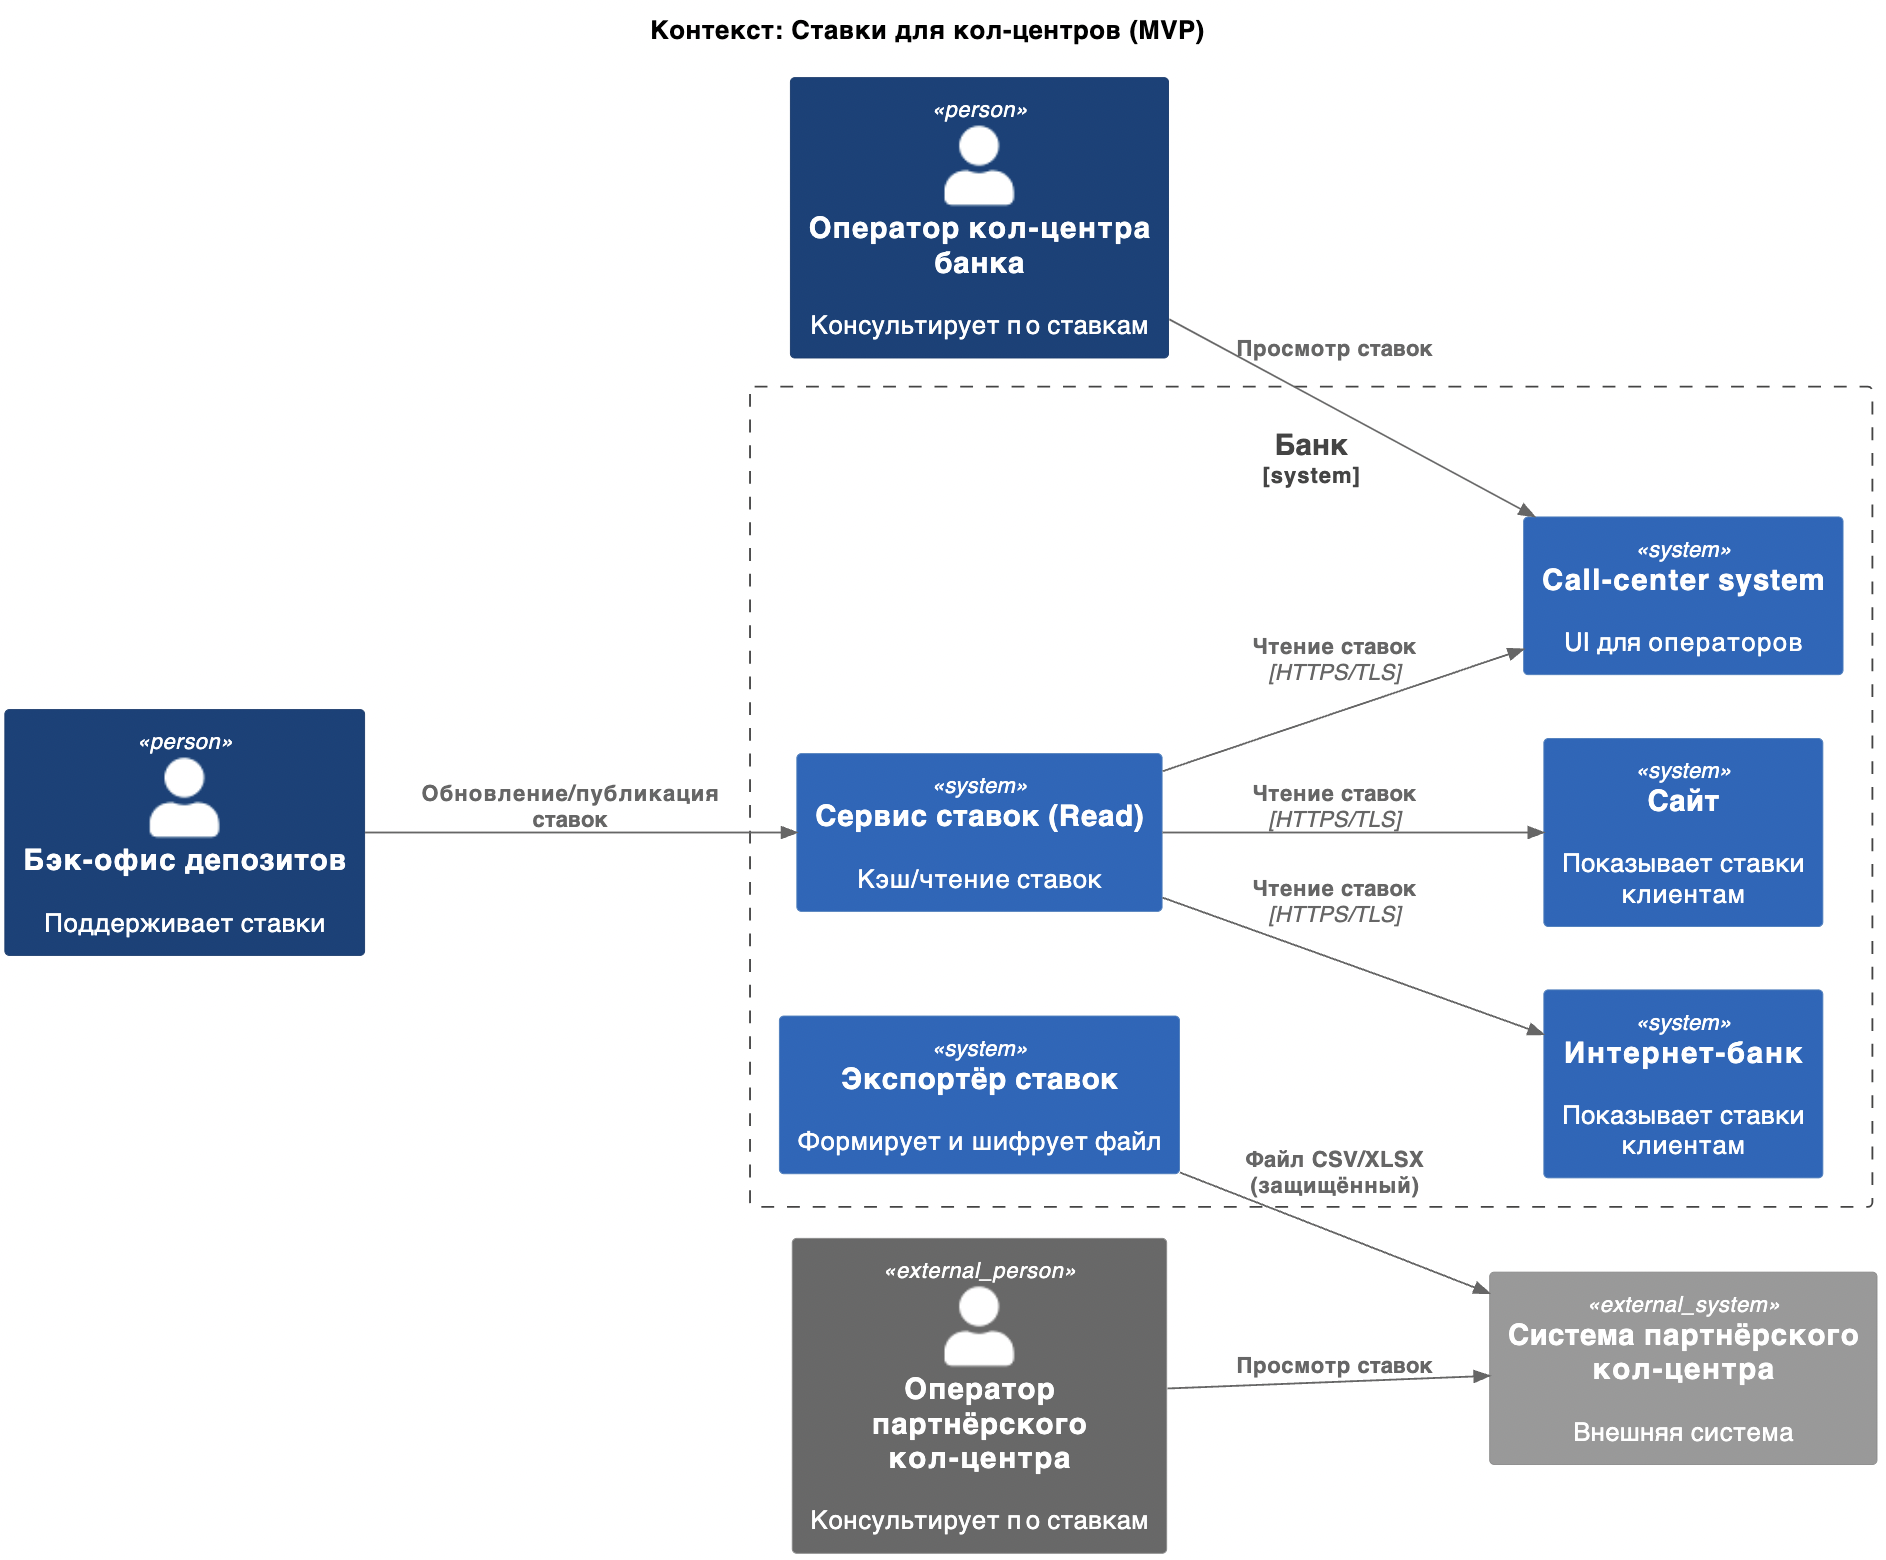 Контекст: Ставки для кол-центров (MVP)
«person»
Оператор кол-центра
банка
Консультирует по ставкам
Просмотр ставок
Банк
[system]
«system»
Call-center system
UI для операторов
Чтение ставок
[HTTPS/TLS]
«person»
Бэк-офис депозитов
Поддерживает ставки
Обновление/публикация
ставок
«system»
Сервис ставок (Read)
Кэш/чтение ставок
Чтение ставок
[HTTPS/TLS]
«system»
Сайт
Показывает ставки
клиентам
Чтение ставок
[HTTPS/TLS]
«system»
Интернет-банк
Показывает ставки
клиентам
«system»
Экспортёр ставок
Формирует и шифрует файл
Файл CSV/XLSX
(защищённый)
«external_person»
Оператор
партнёрского
кол-центра
Консультирует по ставкам
Просмотр ставок
«external_system»
Система партнёрского
кол-центра
Внешняя система